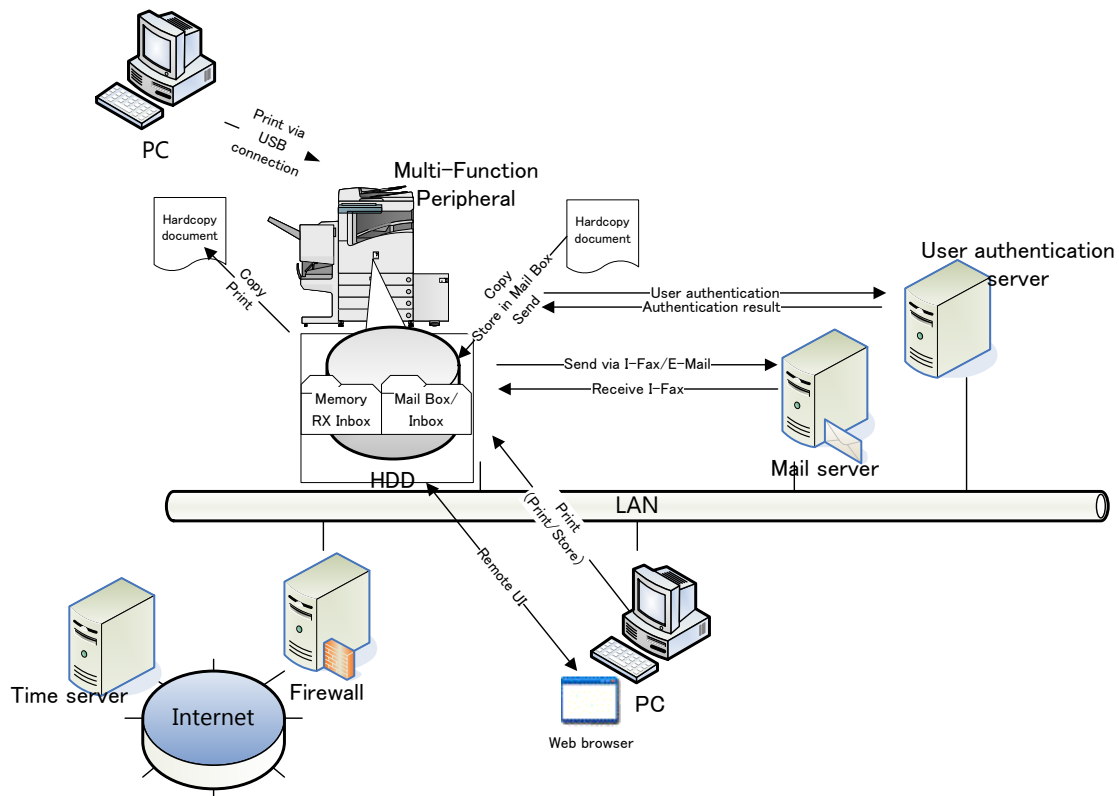 PC
Print via
USB
connection
Multi-Function
Peripheral
Hardcopy
document
Copy
Print
Hardcopy
document
Copy
Store in Mail Box
Send
User authentication
server
User authentication
Authentication result
Send via I-Fax/E-Mail
Receive I-Fax
Memory
RX Inbox
Mail Box/
Inbox
HDD
Mail server
LAN
Print
(Print/Store)
Remote UI
Time server
Internet
Firewall
PC
Web browser